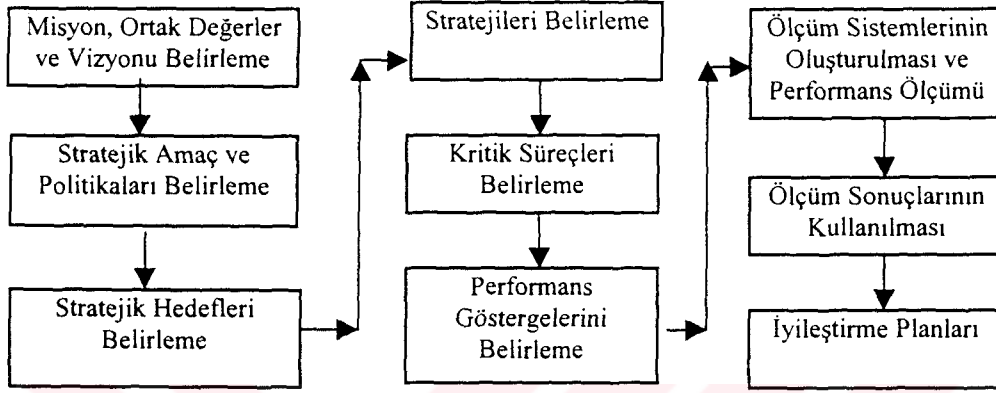 Misyon, Ortak Değerler
ve Vizyonu Belirleme
Stratejik Amaç ve
Politikaları Belirleme
Stratejik Hedefleri
Belirleme
Stratejileri Belirleme
Kritik Süreçleri
Belirleme
Performans
Göstergelerini
Belirleme
Ölçüm Sistemlerinin
Oluşturulması ve
Performans Ölçümü
Ölçüm Sonuçlarının
Kullanılması
İyileştirme Planları